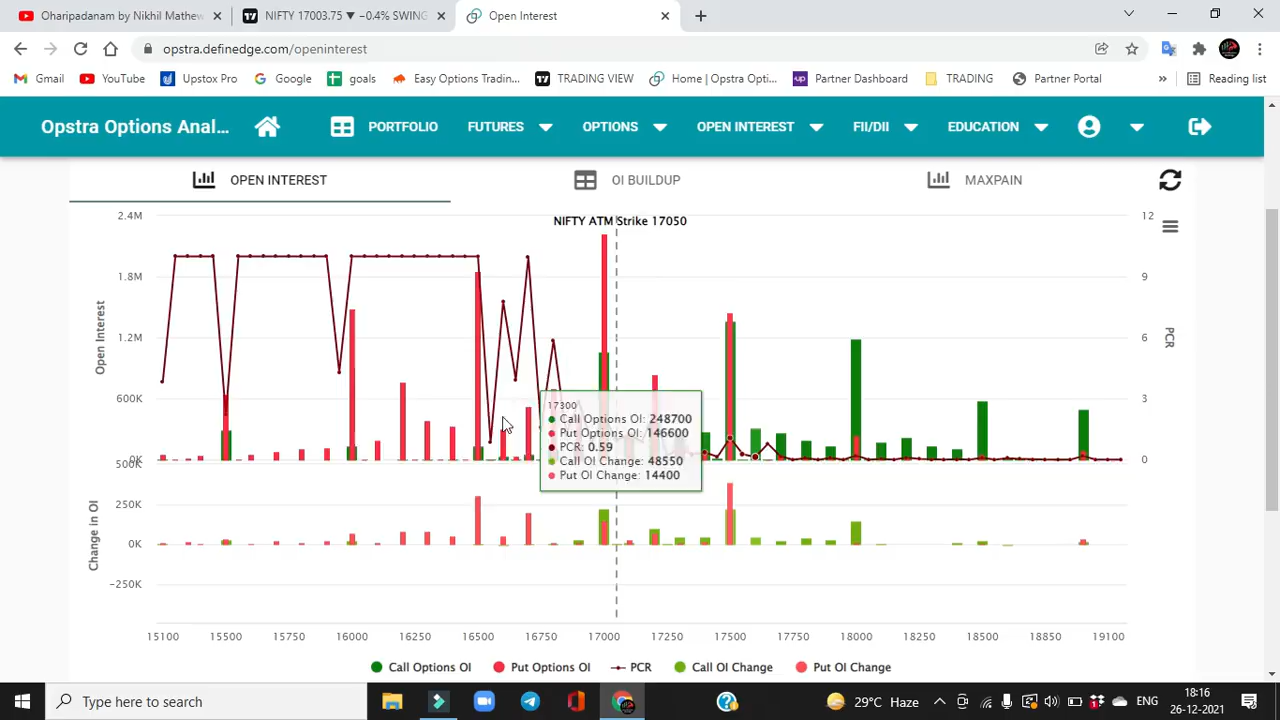 Oharipadanam by Nikhil Mathew
NIFTY 17003.75 ▼ −0.4% SWING
Open Interest
opstra.definedge.com/openinterest
Gmail
YouTube
Upstox Pro
Google
goals
Easy Options Tradin...
TRADING VIEW
Home | Opstra Opti...
Partner Dashboard
TRADING
Partner Portal
»
Reading list
Opstra Options Anal...
PORTFOLIO
FUTURES
OPTIONS
OPEN INTEREST
FII/DII
EDUCATION
OPEN INTEREST
OI BUILDUP
MAXPAIN
NIFTY ATM Strike 17050
2.4M
1.8M
1.2M
600K
0K
Open Interest
12
9
6
3
0
PCR
17300
Call Options OI: 248700
Put Options OI: 146600
PCR: 0.59
Call OI Change: 48550
Put OI Change: 14400
500K
250K
0K
−250K
Change in OI
15100 15500 15750 16000 16250 16500 16750 17000 17250 17500 17750 18000 18250 18500 18850 19100
Call Options OI
Put Options OI
PCR
Call OI Change
Put OI Change
Type here to search
29°C Haze
ENG
18:16
26-12-2021